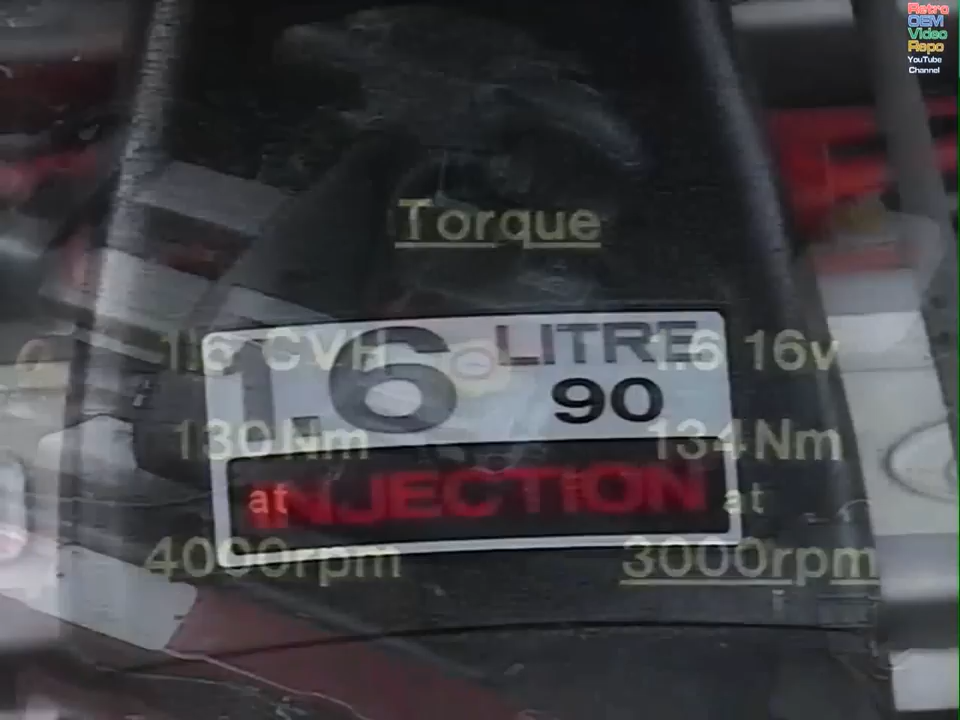 Retro
OEM
Video
Repo
YouTube
Channel
Torque
1.6 CVH
1.6 16v
130Nm
134Nm
at
at
4000rpm
3000rpm
1.6 LITRE
90
INJECTION